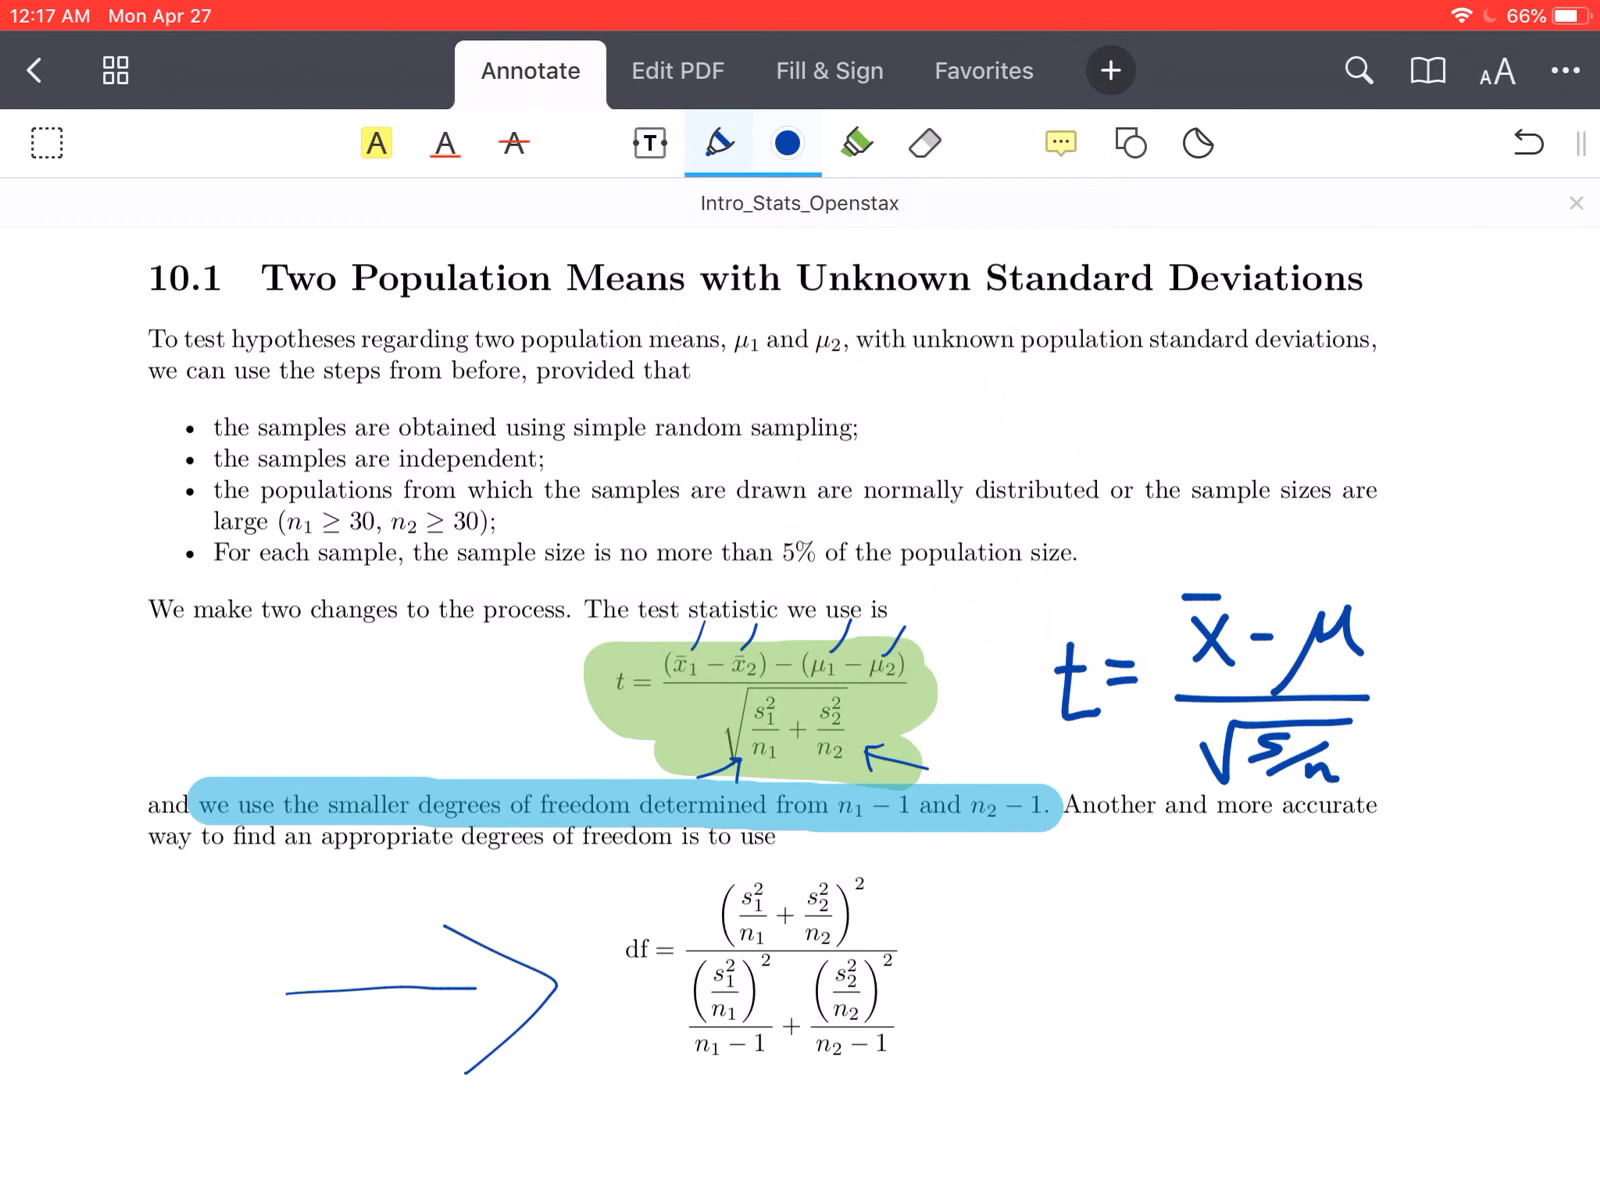 12:17 AM Mon Apr 27 66%
Annotate Edit PDF Fill & Sign Favorites
A A A T AA
Intro_Stats_Openstax
10.1 Two Population Means with Unknown Standard Deviations
To test hypotheses regarding two population means, μ₁ and μ₂, with unknown population standard deviations,
we can use the steps from before, provided that
• the samples are obtained using simple random sampling;
• the samples are independent;
• the populations from which the samples are drawn are normally distributed or the sample sizes are
large (n₁ ≥ 30, n₂ ≥ 30);
• For each sample, the sample size is no more than 5% of the population size.
We make two changes to the process. The test statistic we use is
t = ((x̄₁ − x̄₂) − (μ₁ − μ₂)) / √(s₁²/n₁ + s₂²/n₂)
t = (x̄ - μ) / √(s/n)
and we use the smaller degrees of freedom determined from n₁ − 1 and n₂ − 1. Another and more accurate
way to find an appropriate degrees of freedom is to use
df = (s₁²/n₁ + s₂²/n₂)² / ((s₁²/n₁)²/(n₁ − 1) + (s₂²/n₂)²/(n₂ − 1))